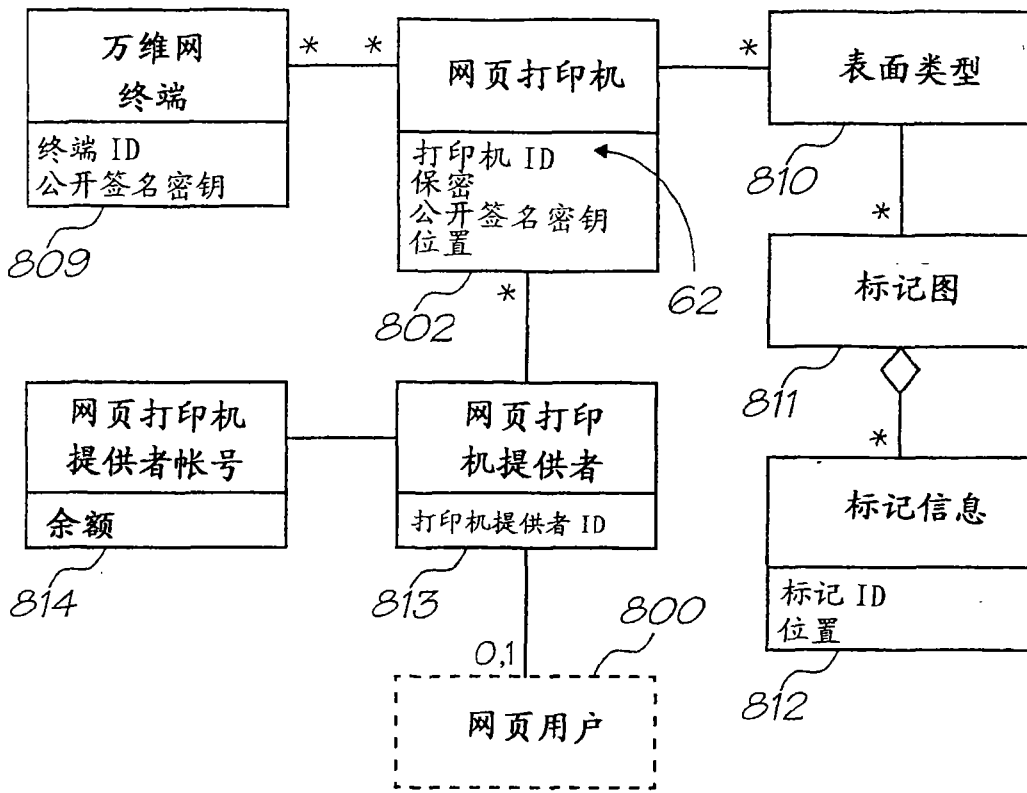 万维网
终端
终端 ID
公开签名密钥
809
*
*
网页打印机
打印机 ID
保密
公开签名密钥
位置
802
62
*
表面类型
810
*
*
标记图
811
*
标记信息
标记 ID
位置
812
网页打印机
提供者帐号
余额
814
网页打印
机提供者
打印机提供者 ID
813
0,1
800
网页用户